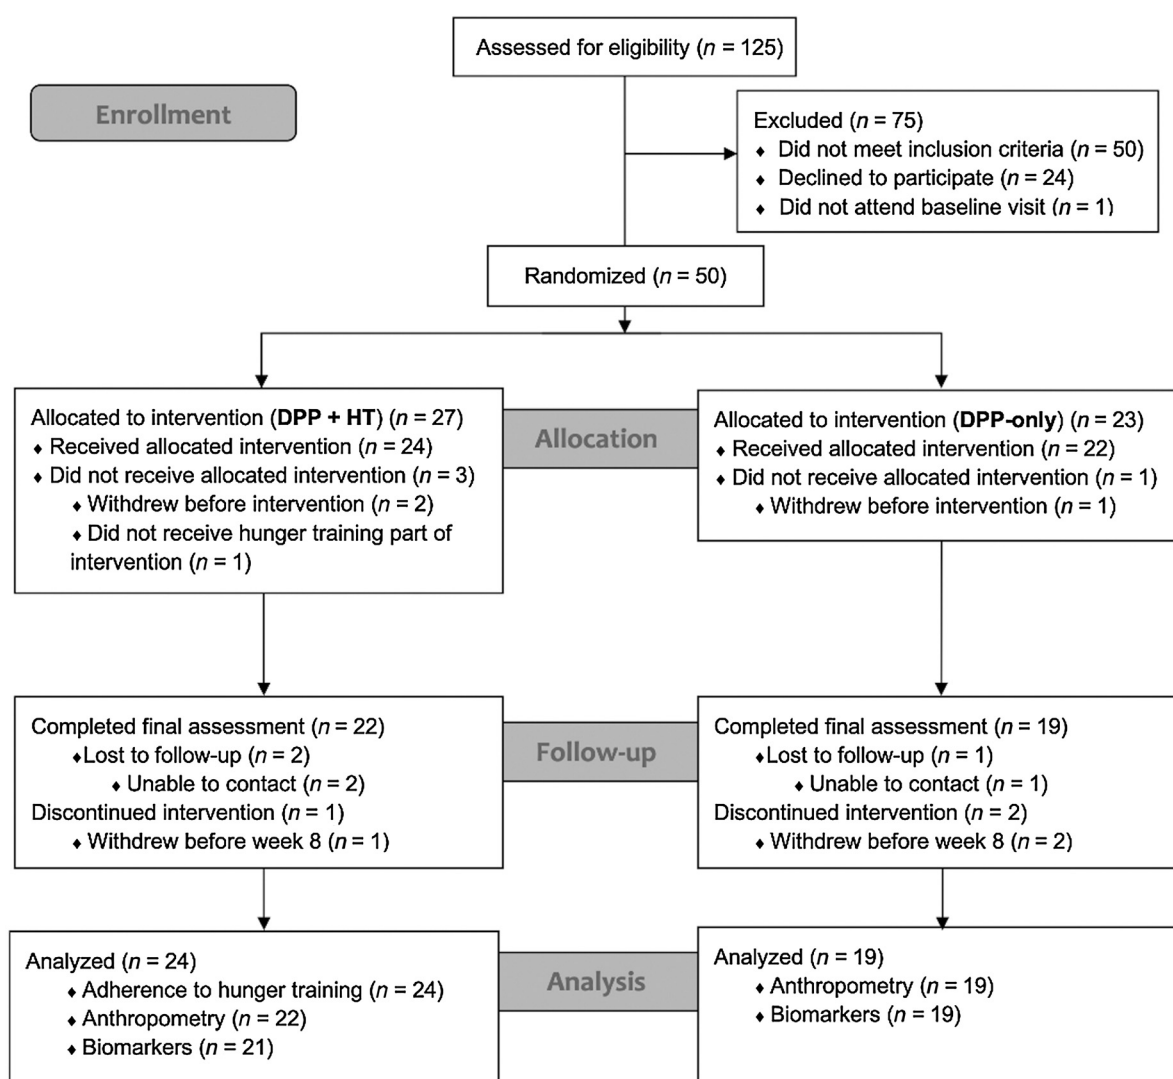 Assessed for eligibility (n = 125)
Enrollment
Excluded (n = 75)
♦ Did not meet inclusion criteria (n = 50)
♦ Declined to participate (n = 24)
♦ Did not attend baseline visit (n = 1)
Randomized (n = 50)
Allocated to intervention (DPP + HT) (n = 27)
♦ Received allocated intervention (n = 24)
♦ Did not receive allocated intervention (n = 3)
♦ Withdrew before intervention (n = 2)
♦ Did not receive hunger training part of
intervention (n = 1)
Allocation
Allocated to intervention (DPP-only) (n = 23)
♦ Received allocated intervention (n = 22)
♦ Did not receive allocated intervention (n = 1)
♦ Withdrew before intervention (n = 1)
Completed final assessment (n = 22)
♦Lost to follow-up (n = 2)
♦ Unable to contact (n = 2)
Discontinued intervention (n = 1)
♦ Withdrew before week 8 (n = 1)
Follow-up
Completed final assessment (n = 19)
♦Lost to follow-up (n = 1)
♦ Unable to contact (n = 1)
Discontinued intervention (n = 2)
♦ Withdrew before week 8 (n = 2)
Analyzed (n = 24)
♦ Adherence to hunger training (n = 24)
♦ Anthropometry (n = 22)
♦ Biomarkers (n = 21)
Analysis
Analyzed (n = 19)
♦ Anthropometry (n = 19)
♦ Biomarkers (n = 19)